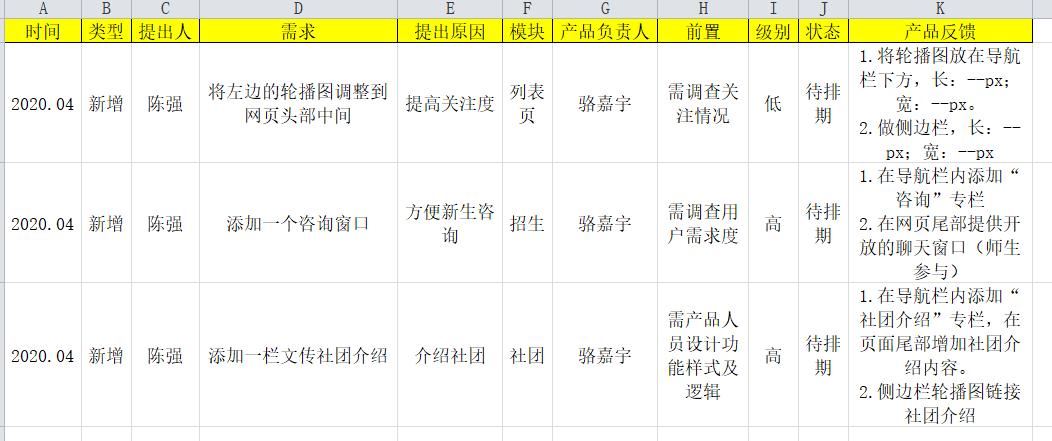 A B C D E F G H I J K
时间 类型 提出人 需求 提出原因 模块 产品负责人 前置 级别 状态 产品反馈
2020.04
新增
陈强
将左边的轮播图调整到
网页头部中间
提高关注度
列表
页
骆嘉宇
需调查关
注情况
低
待排
期
1.将轮播图放在导航
栏下方，长：--px；
宽：--px。
2.做侧边栏，长：--
px；宽：--px
2020.04
新增
陈强
添加一个咨询窗口
方便新生咨
询
招生
骆嘉宇
需调查用
户需求度
高
待排
期
1.在导航栏内添加“
咨询”专栏
2.在网页尾部提供开
放的聊天窗口（师生
参与）
2020.04
新增
陈强
添加一栏文传社团介绍
介绍社团
社团
骆嘉宇
需产品人
员设计功
能样式及
逻辑
高
待排
期
1.在导航栏内添加“
社团介绍”专栏，在
页面尾部增加社团介
绍内容。
2.侧边栏轮播图链接
社团介绍